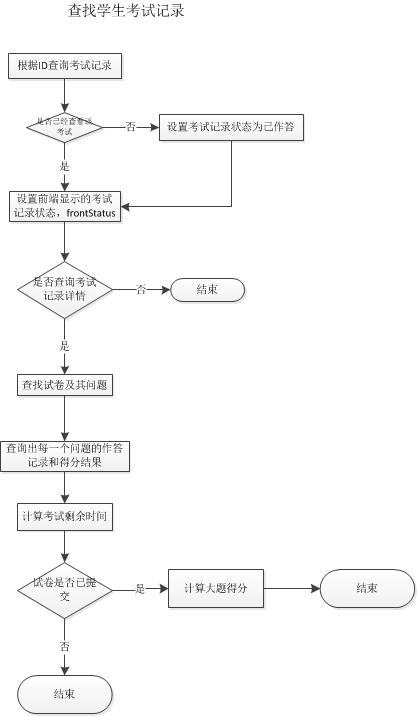 查找学生考试记录
根据ID查询考试记录
是否已经查看该
考试
否
设置考试记录状态为已作答
是
设置前端显示的考试
记录状态，frontStatus
是否查询考试
记录详情
否
结束
是
查找试卷及其问题
查询出每一个问题的作答
记录和得分结果
计算考试剩余时间
试卷是否已提
交
是
计算大题得分
结束
否
结束